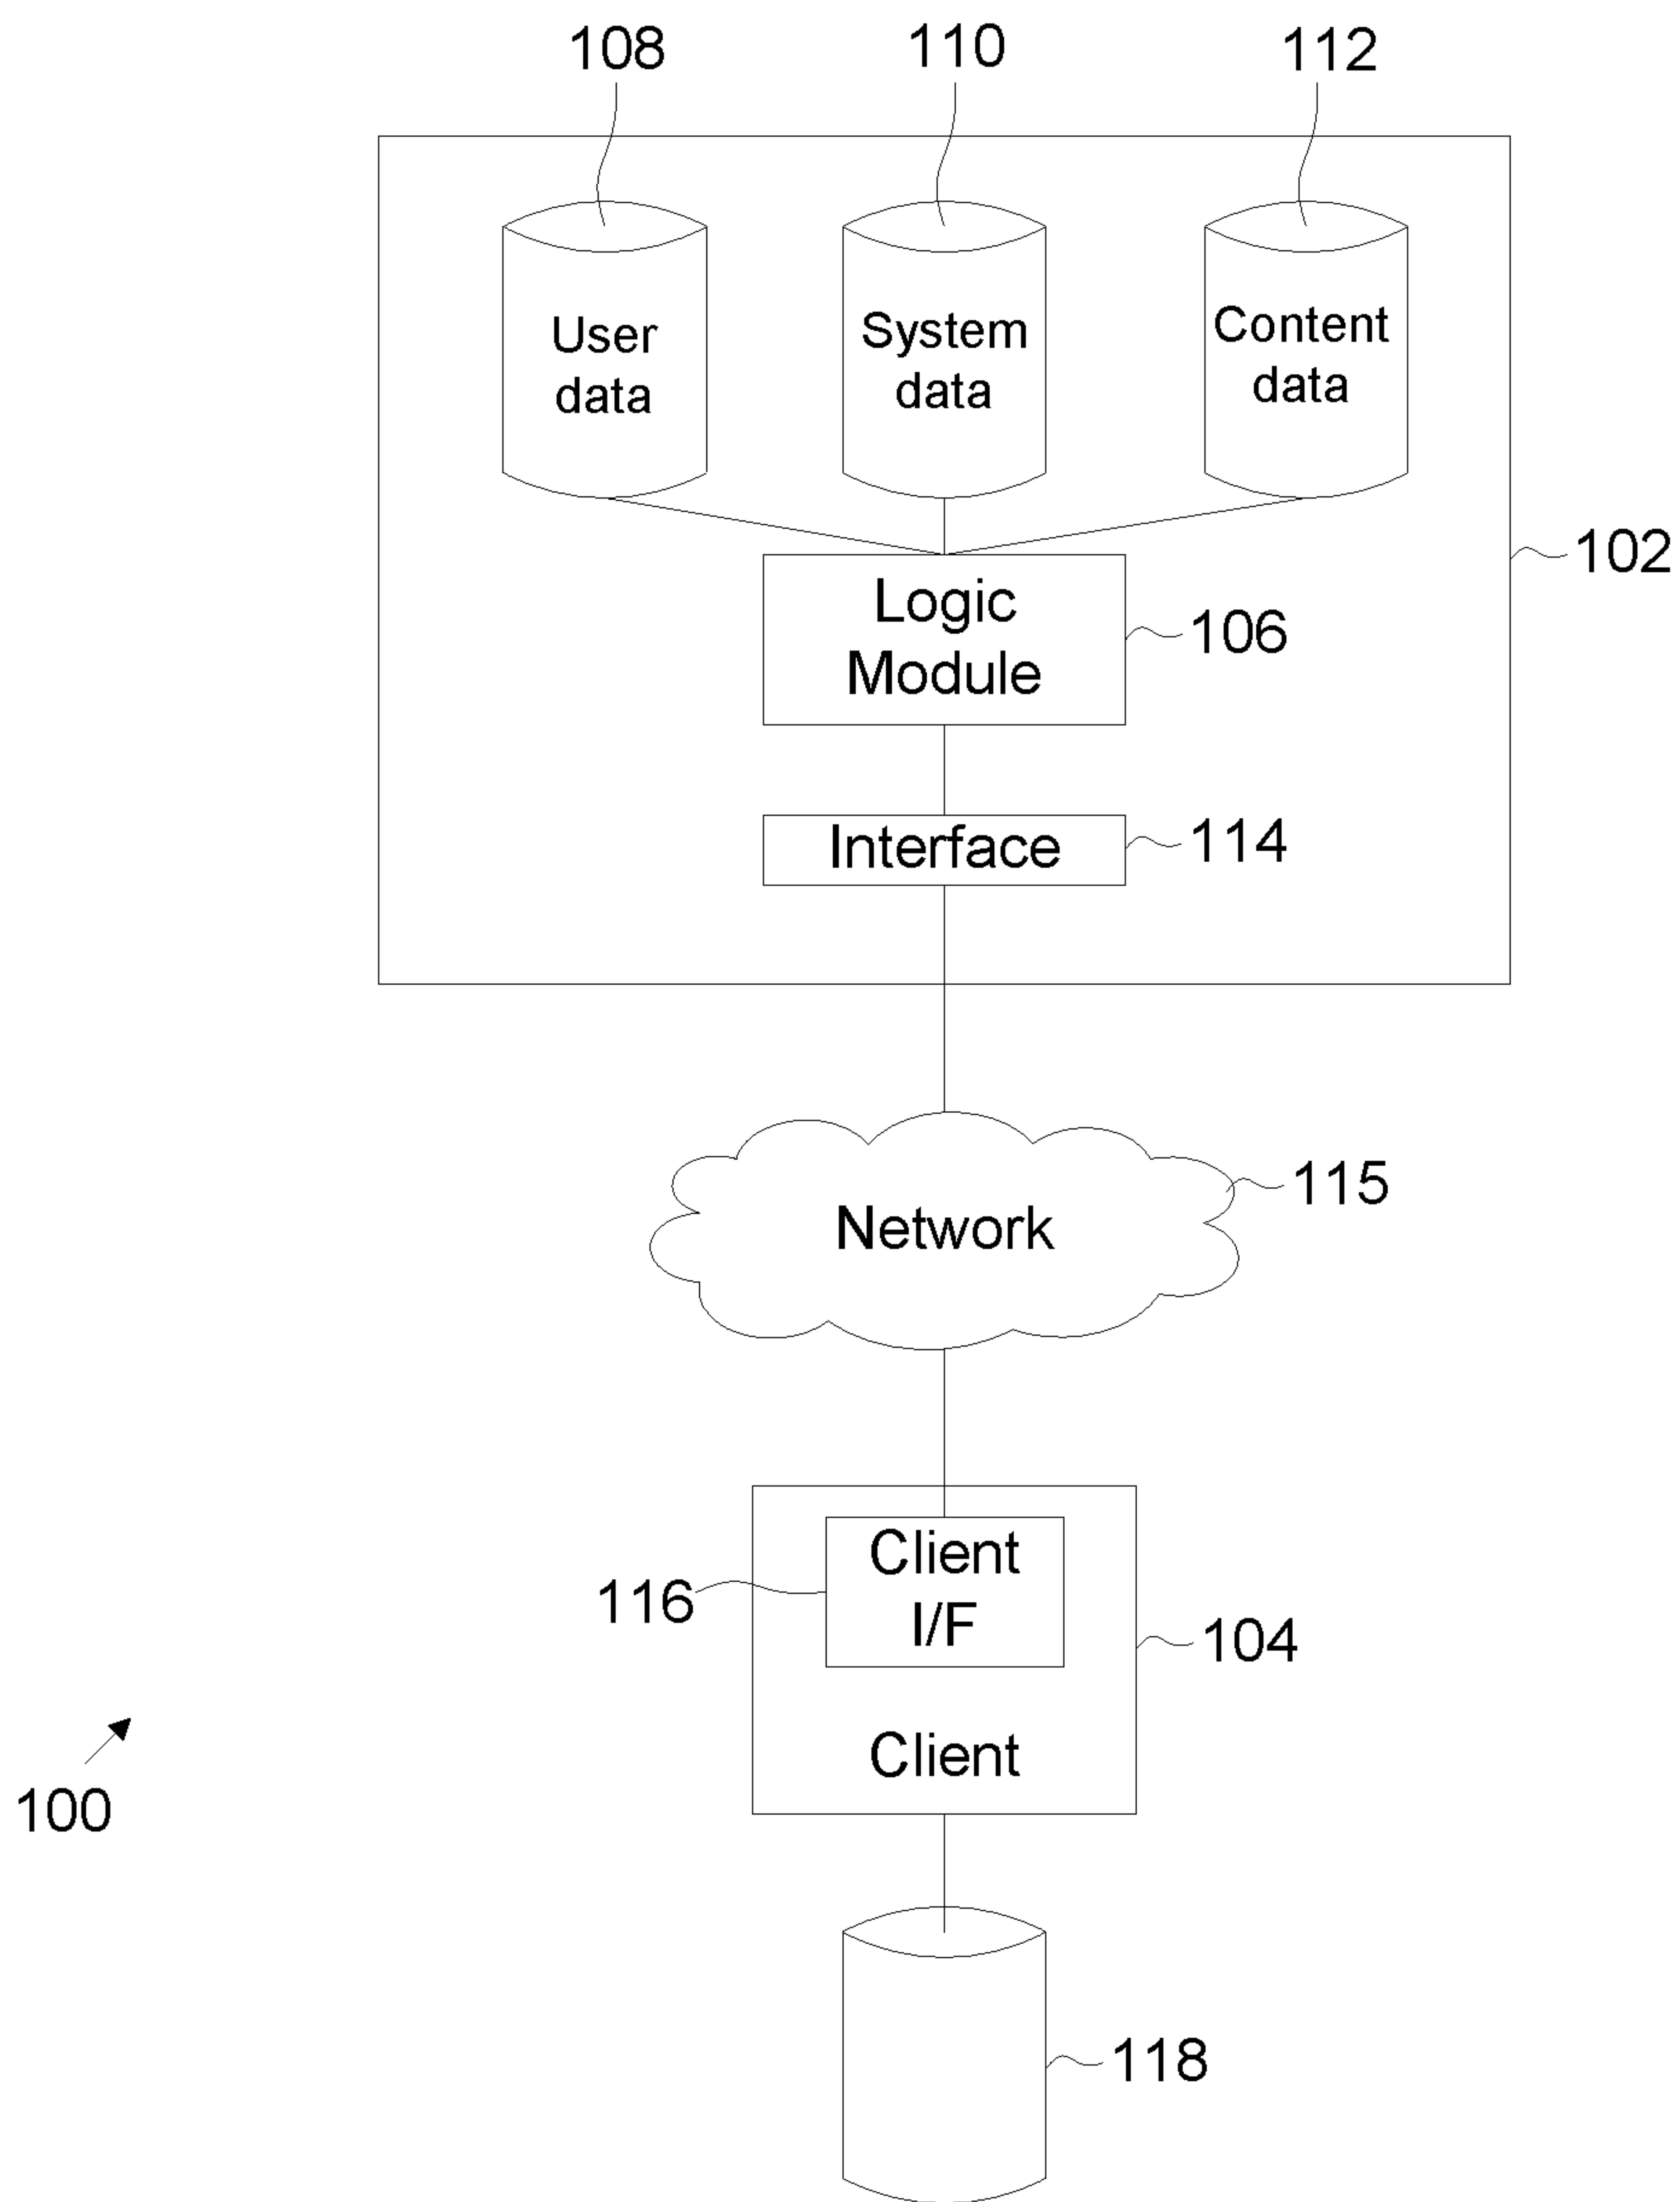 108
110
112
User
data
System
data
Content
data
102
Logic
Module
106
Interface
114
115
Network
Client
I/F
116
104
Client
100
118